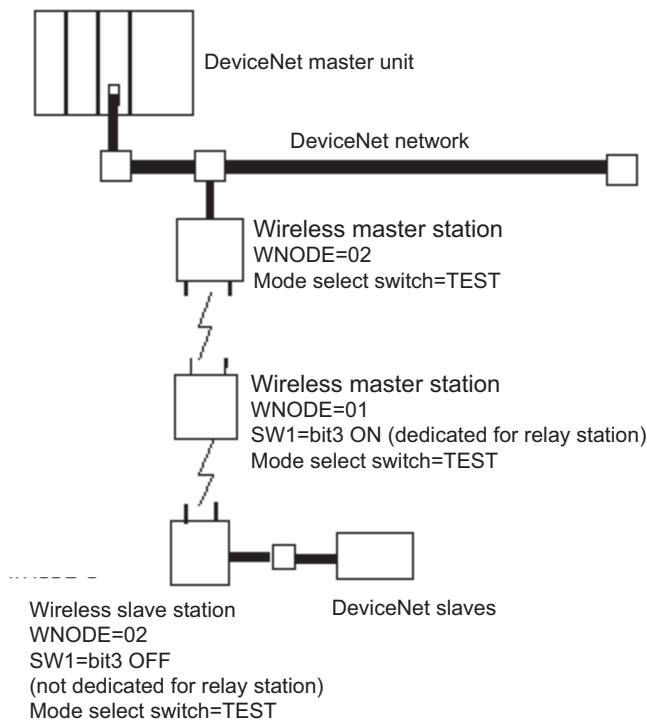 DeviceNet master unit
DeviceNet network
Wireless master station
WNODE=02
Mode select switch=TEST
Wireless master station
WNODE=01
SW1=bit3 ON (dedicated for relay station)
Mode select switch=TEST
Wireless slave station
WNODE=02
SW1=bit3 OFF
(not dedicated for relay station)
Mode select switch=TEST
DeviceNet slaves